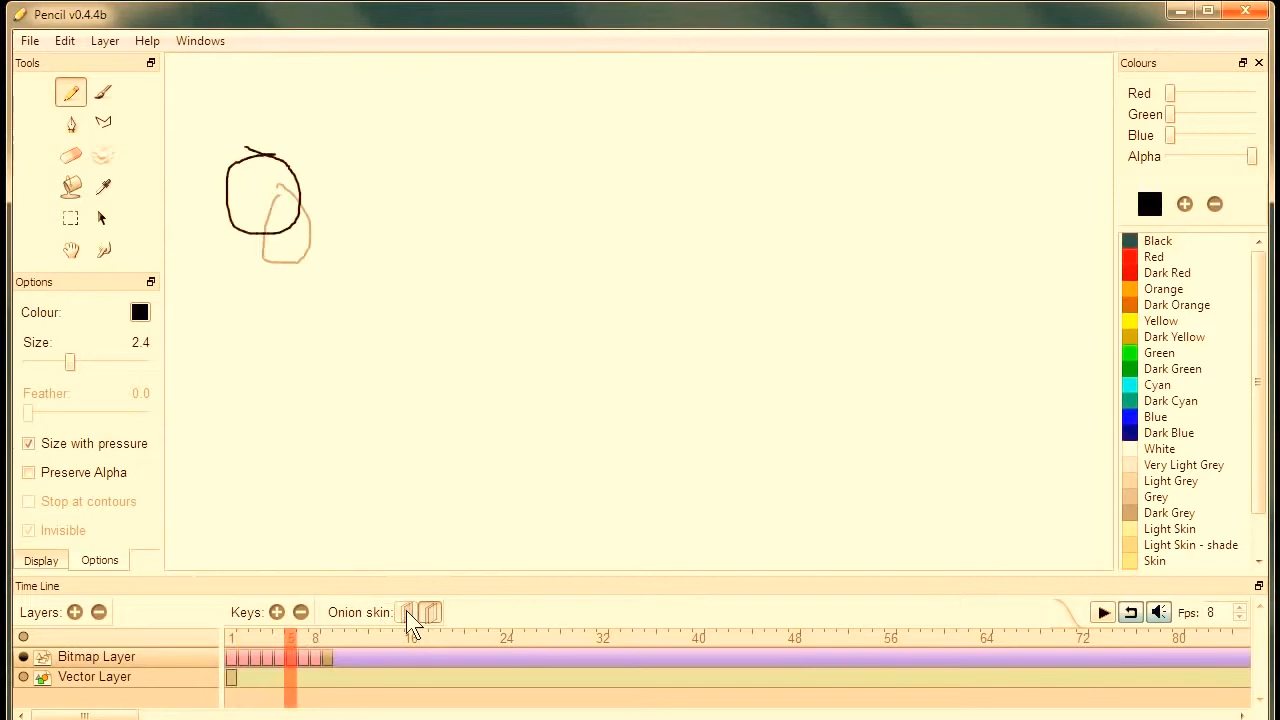 Pencil v0.4.4b
File Edit Layer Help Windows
Tools
Colours
Red
Green
Blue
Alpha
Options
Colour:
Size: 2.4
Feather: 0.0
Size with pressure
Preserve Alpha
Stop at contours
Invisible
Display Options
Black
Red
Dark Red
Orange
Dark Orange
Yellow
Dark Yellow
Green
Dark Green
Cyan
Dark Cyan
Blue
Dark Blue
White
Very Light Grey
Light Grey
Grey
Dark Grey
Light Skin
Light Skin - shade
Skin
Time Line
Layers: Keys: Onion skin: Fps: 8
1 5 8 24 32 40 48 56 64 72 80
Bitmap Layer
Vector Layer